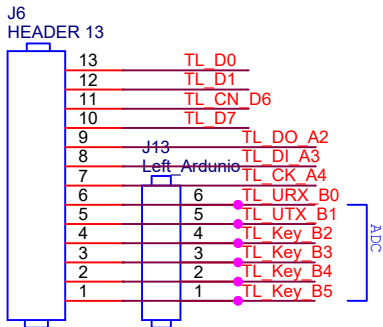 J6
HEADER 13
13 TL_D0
12 TL_D1
11 TL_CN_D6
10 TL_D7
9 TL_DO_A2
J13
8 TL_DI_A3
Left_Ardunio
7 TL_CK_A4
6 6 TL_URX_B0
5 5 TL_UTX_B1
4 4 TL_Key_B2
3 3 TL_Key_B3
2 2 TL_Key_B4
1 1 TL_Key_B5
ADC